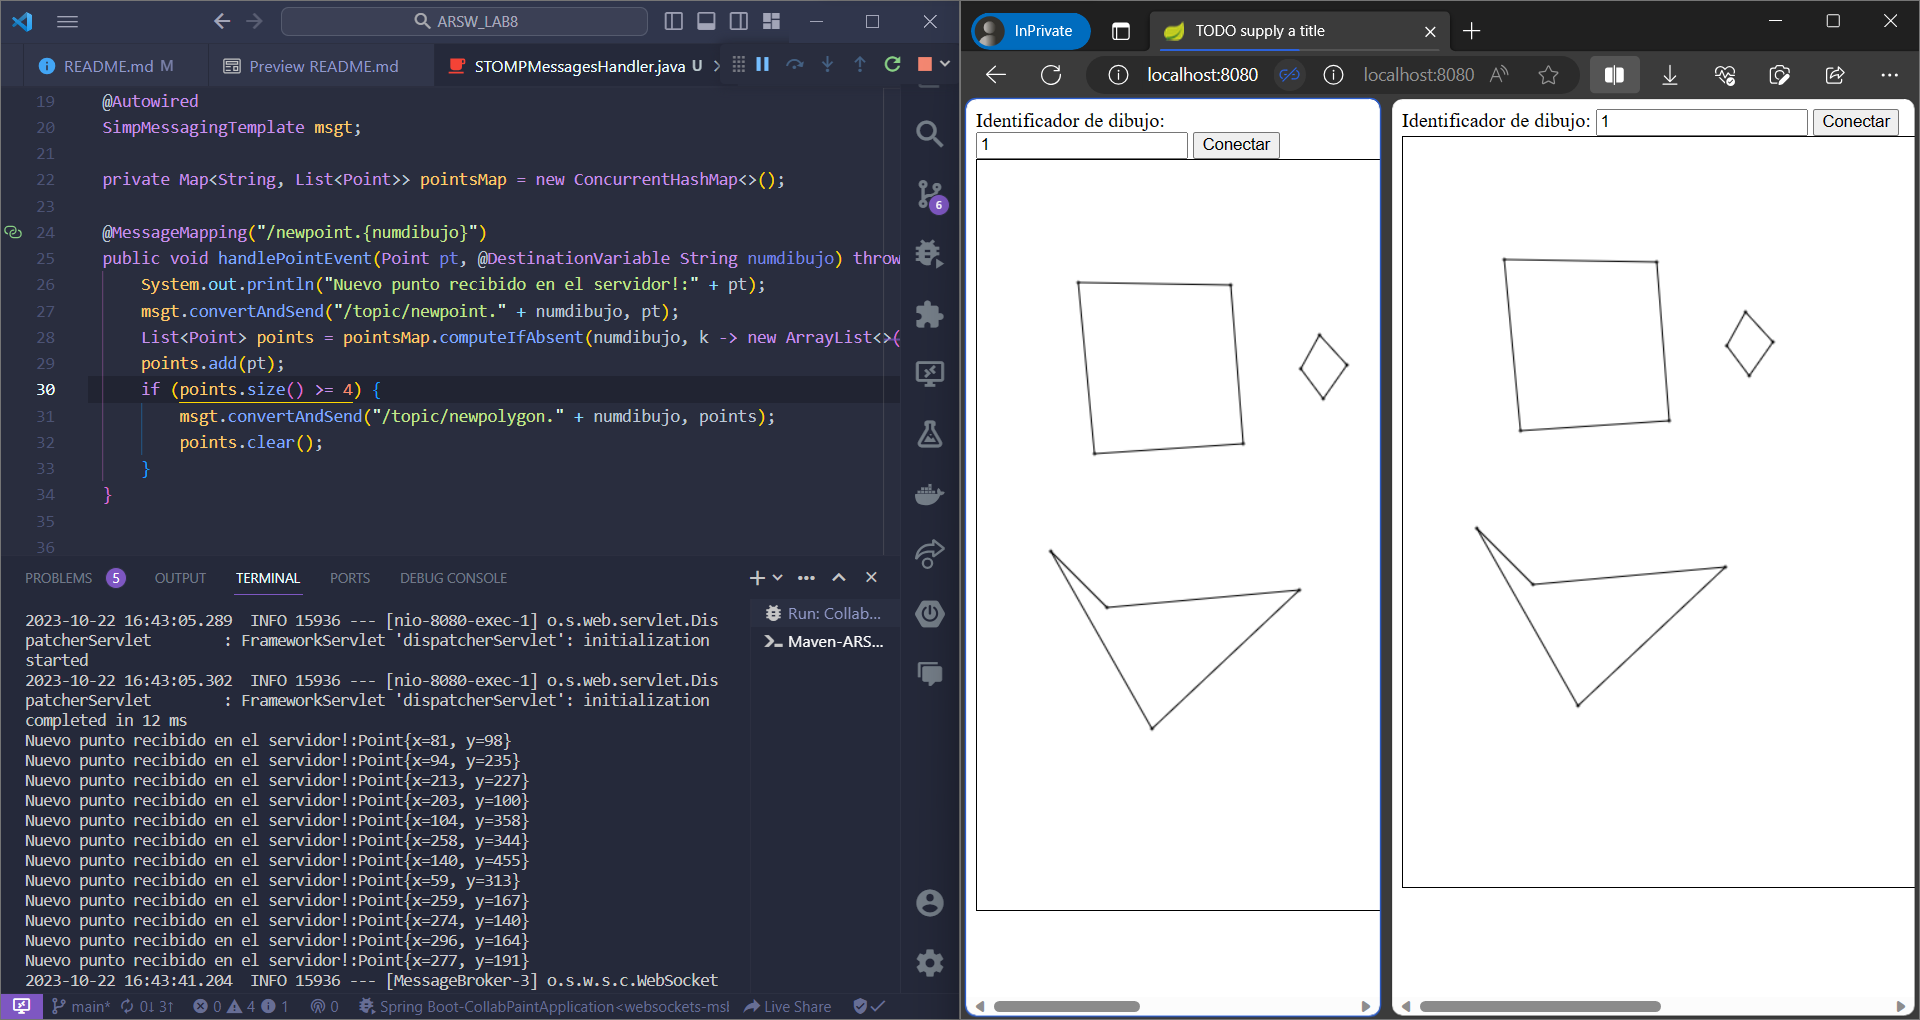 ARSW_LAB8
README.md M
Preview README.md
STOMPMessagesHandler.java U
19 @Autowired
20 SimpMessagingTemplate msgt;
21
22 private Map<String, List<Point>> pointsMap = new ConcurrentHashMap<>();
23
24 @MessageMapping("/newpoint.{numdibujo}")
25 public void handlePointEvent(Point pt, @DestinationVariable String numdibujo) throw
26 System.out.println("Nuevo punto recibido en el servidor!:" + pt);
27 msgt.convertAndSend("/topic/newpoint." + numdibujo, pt);
28 List<Point> points = pointsMap.computeIfAbsent(numdibujo, k -> new ArrayList<>(
29 points.add(pt);
30 if (points.size() >= 4) {
31 msgt.convertAndSend("/topic/newpolygon." + numdibujo, points);
32 points.clear();
33 }
34 }
35
36
6
PROBLEMS 5 OUTPUT TERMINAL PORTS DEBUG CONSOLE
Run: Collab...
Maven-ARS...
2023-10-22 16:43:05.289  INFO 15936 --- [nio-8080-exec-1] o.s.web.servlet.Dis
patcherServlet        : FrameworkServlet 'dispatcherServlet': initialization
started
2023-10-22 16:43:05.302  INFO 15936 --- [nio-8080-exec-1] o.s.web.servlet.Dis
patcherServlet        : FrameworkServlet 'dispatcherServlet': initialization
completed in 12 ms
Nuevo punto recibido en el servidor!:Point{x=81, y=98}
Nuevo punto recibido en el servidor!:Point{x=94, y=235}
Nuevo punto recibido en el servidor!:Point{x=213, y=227}
Nuevo punto recibido en el servidor!:Point{x=203, y=100}
Nuevo punto recibido en el servidor!:Point{x=104, y=358}
Nuevo punto recibido en el servidor!:Point{x=258, y=344}
Nuevo punto recibido en el servidor!:Point{x=140, y=455}
Nuevo punto recibido en el servidor!:Point{x=59, y=313}
Nuevo punto recibido en el servidor!:Point{x=259, y=167}
Nuevo punto recibido en el servidor!:Point{x=274, y=140}
Nuevo punto recibido en el servidor!:Point{x=296, y=164}
Nuevo punto recibido en el servidor!:Point{x=277, y=191}
2023-10-22 16:43:41.204  INFO 15936 --- [MessageBroker-3] o.s.w.s.c.WebSocket
main* 0↓ 3↑ 0 4 1 0 Spring Boot-CollabPaintApplication<websockets-msl Live Share
InPrivate
TODO supply a title
localhost:8080
localhost:8080
Identificador de dibujo:
1 Conectar
Identificador de dibujo: 1 Conectar